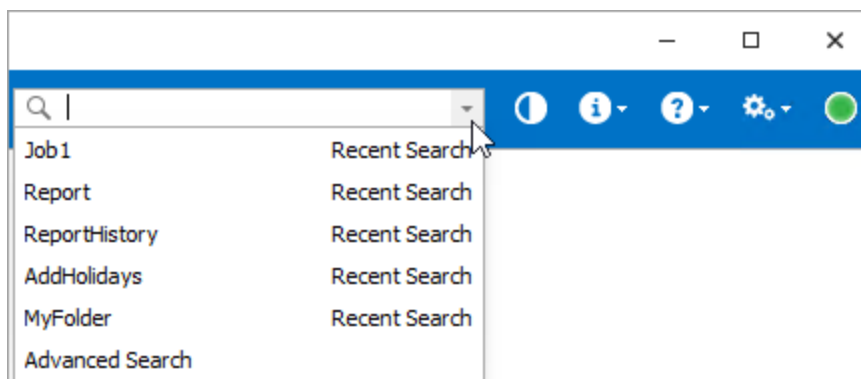 Job1 Recent Search
Report Recent Search
ReportHistory Recent Search
AddHolidays Recent Search
MyFolder Recent Search
Advanced Search